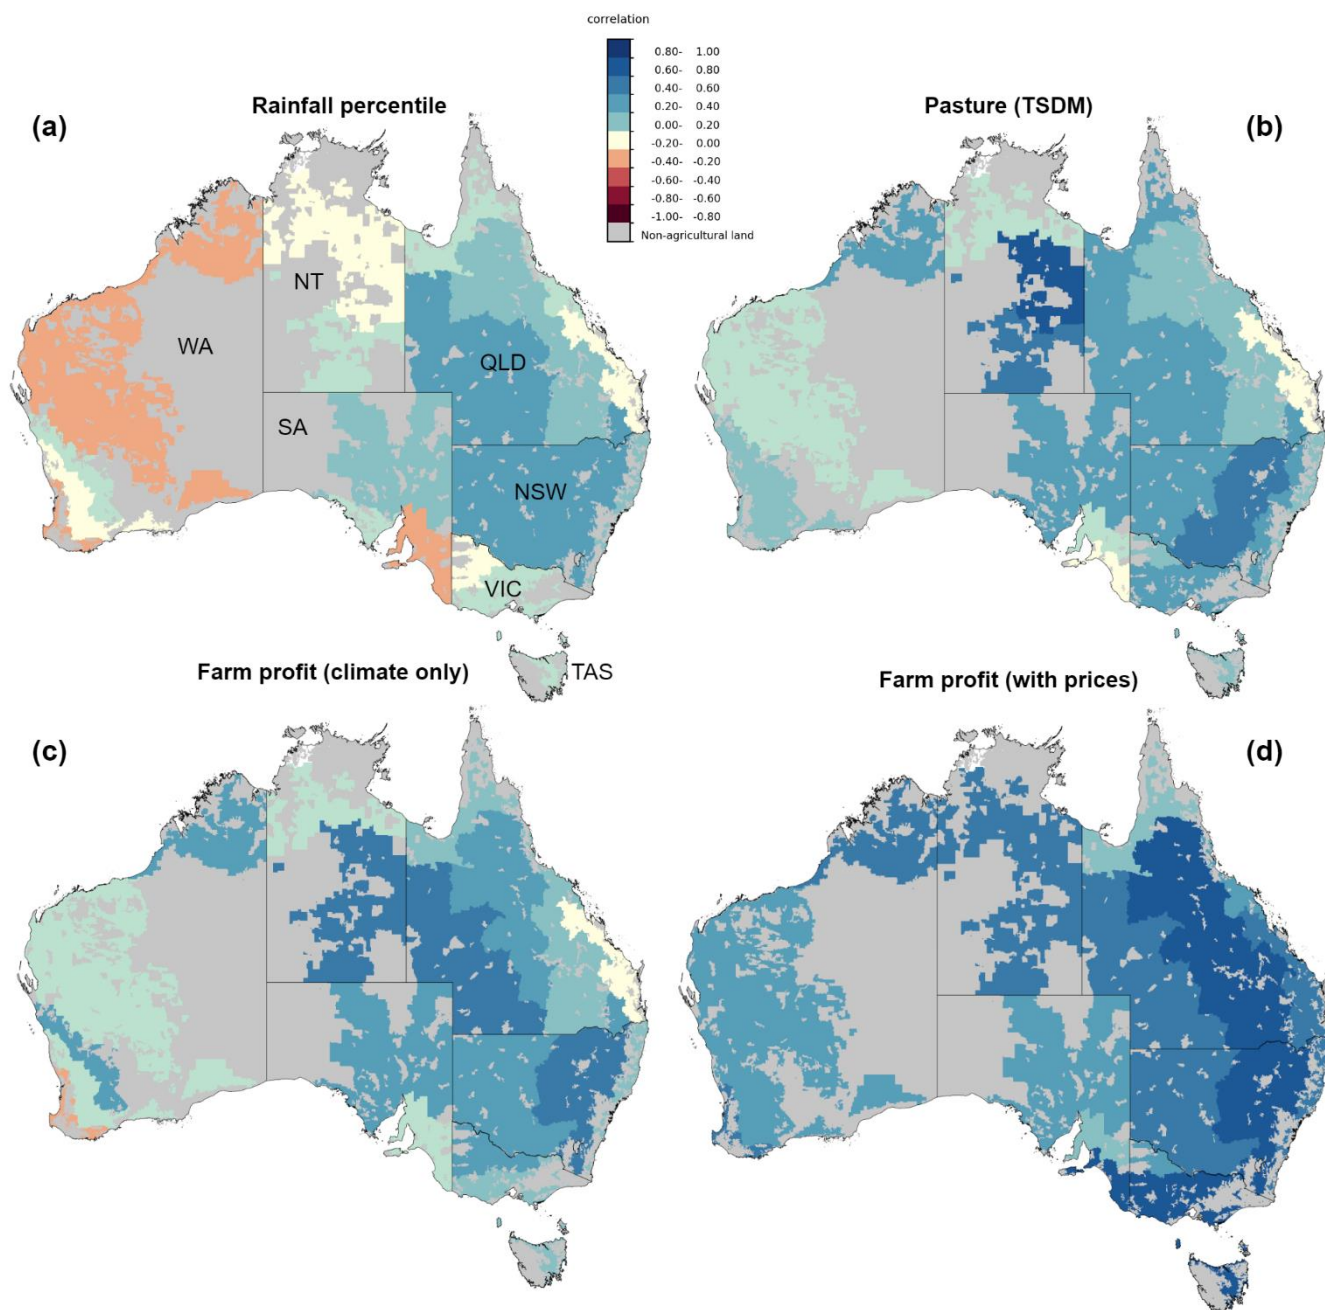 correlation
0.80- 1.00
0.60- 0.80
0.40- 0.60
0.20- 0.40
0.00- 0.20
-0.20- 0.00
-0.40- -0.20
-0.60- -0.40
-0.80- -0.60
-1.00- -0.80
Non-agricultural land
Rainfall percentile
(a)
NT
WA
QLD
SA
NSW
VIC
TAS
Pasture (TSDM)
(b)
Farm profit (climate only)
(c)
Farm profit (with prices)
(d)